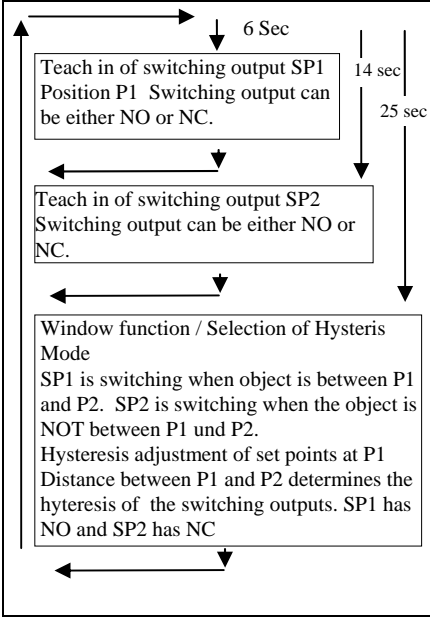 6 Sec
Teach in of switching output SP1
Position P1 Switching output can
be either NO or NC.
14 sec
25 sec
Teach in of switching output SP2
Switching output can be either NO or
NC.
Window function / Selection of Hysteris
Mode
SP1 is switching when object is between P1
and P2. SP2 is switching when the object is
NOT between P1 und P2.
Hysteresis adjustment of set points at P1
Distance between P1 and P2 determines the
hyteresis of the switching outputs. SP1 has
NO and SP2 has NC